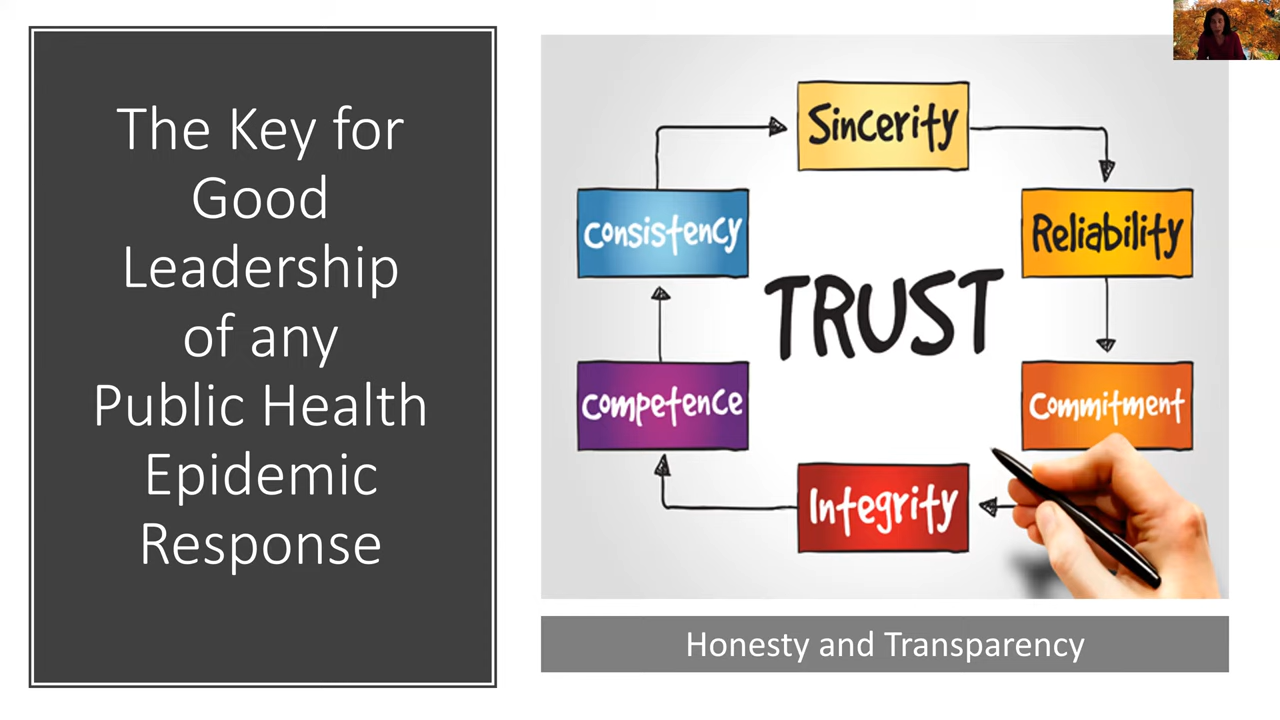 The Key for
Good
Leadership
of any
Public Health
Epidemic
Response
Sincerity
Consistency
Reliability
TRUST
Competence
Commitment
Integrity
Honesty and Transparency